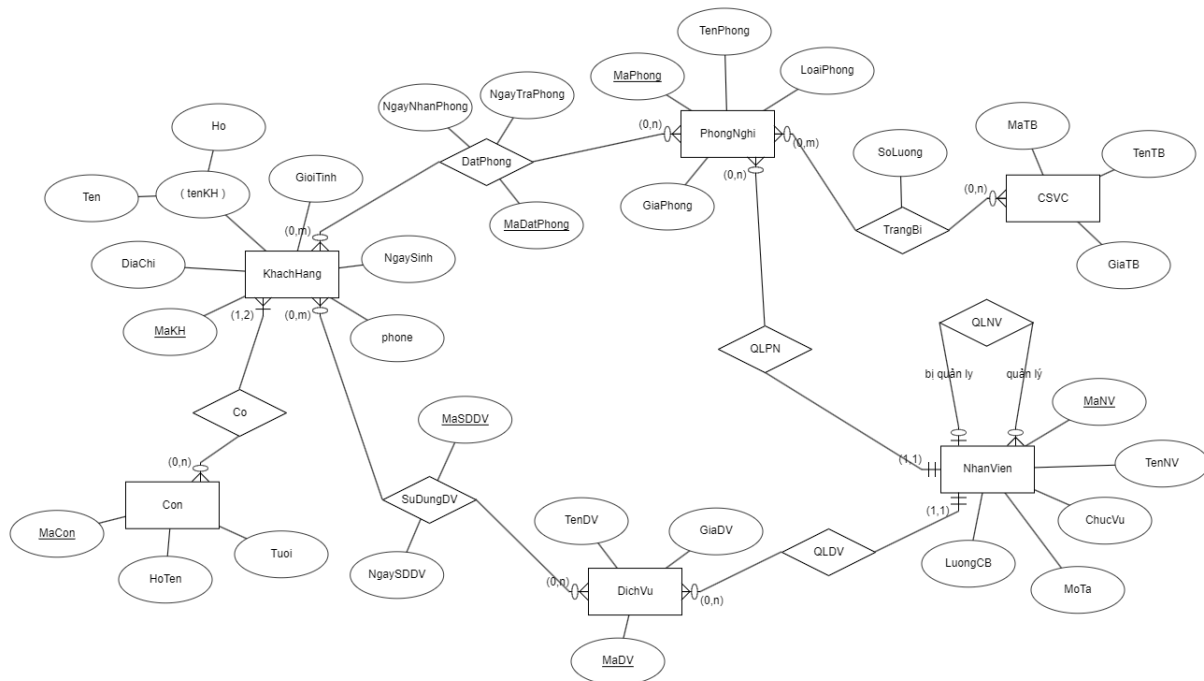 TenPhong
MaPhong
LoaiPhong
NgayNhanPhong
NgayTraPhong
Ho
(0,n)
PhongNghi
(0,m)
MaTB
TenTB
DatPhong
SoLuong
Ten
( tenKH )
GioiTinh
(0,n)
(0,n)
CSVC
GiaPhong
MaDatPhong
TrangBi
(0,m)
DiaChi
KhachHang
NgaySinh
GiaTB
(1,2)
(0,m)
MaKH
phone
QLNV
QLPN
bị quản ly
quản lý
MaNV
Co
MaSDDV
(0,n)
(1,1)
NhanVien
TenNV
Con
SuDungDV
MaCon
TenDV
GiaDV
(1,1)
ChucVu
HoTen
Tuoi
NgaySDDV
QLDV
LuongCB
MoTa
(0,n)
DichVu
(0,n)
MaDV